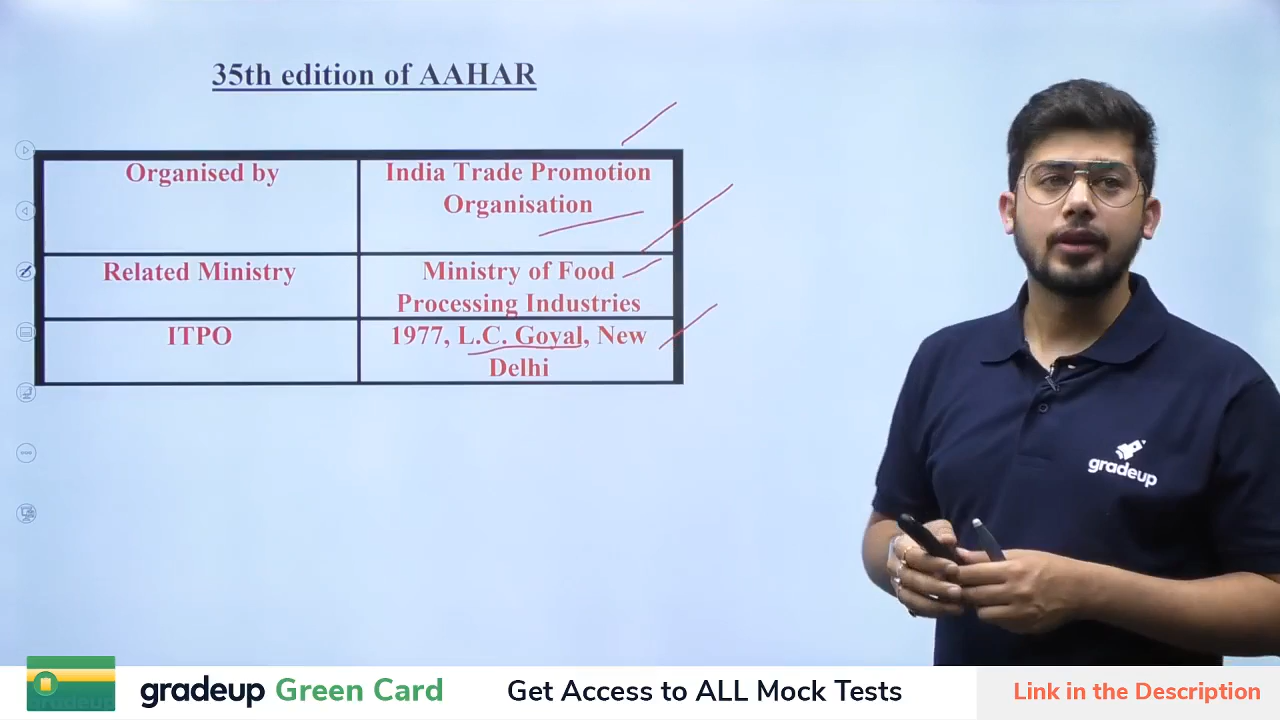 35th edition of AAHAR
Organised by
India Trade Promotion
Organisation
Related Ministry
Ministry of Food
Processing Industries
ITPO
1977, L.C. Goyal, New
Delhi
gradeup
gradeup
gradeup Green Card
Get Access to ALL Mock Tests
Link in the Description